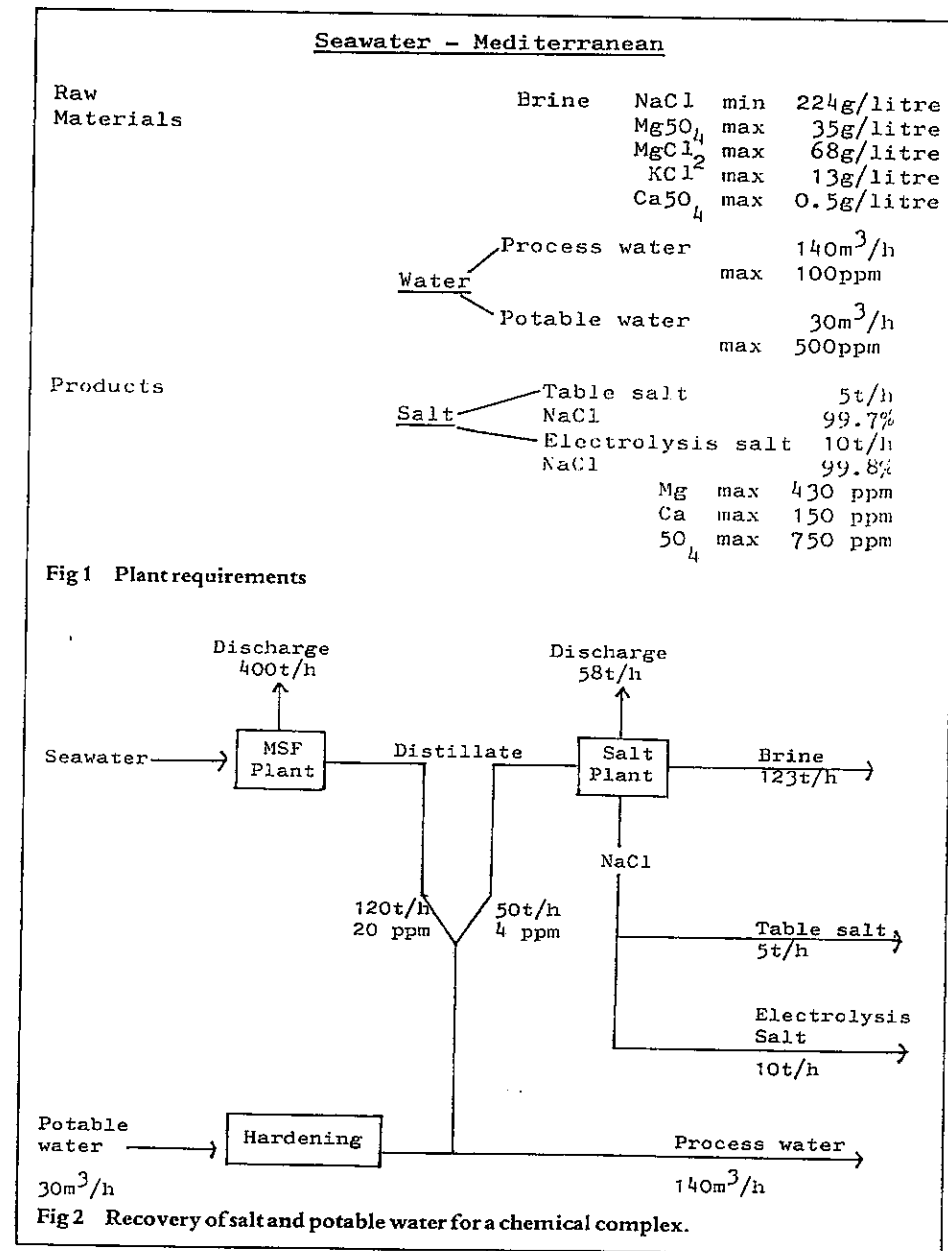 Seawater - Mediterranean
Raw Materials
Brine NaCl min 224g/litre
Mg5O4 max 35g/litre
MgCl2 max 68g/litre
KCl max 13g/litre
Ca5O4 max 0.5g/litre
Water
Process water 140m3/h
max 100ppm
Potable water 30m3/h
max 500ppm
Products
Salt
Table salt 5t/h
NaCl 99.7%
Electrolysis salt 10t/h
NaCl 99.8%
Mg max 430 ppm
Ca max 150 ppm
5O4 max 750 ppm
Fig 1 Plant requirements
Discharge
400t/h
Discharge
58t/h
Seawater
MSF
Plant
Distillate
Salt
Plant
Brine
123t/h
NaCl
120t/h
20 ppm
50t/h
4 ppm
Table salt
5t/h
Electrolysis
Salt
10t/h
Potable
water
30m3/h
Hardening
Process water
140m3/h
Fig 2 Recovery of salt and potable water for a chemical complex.